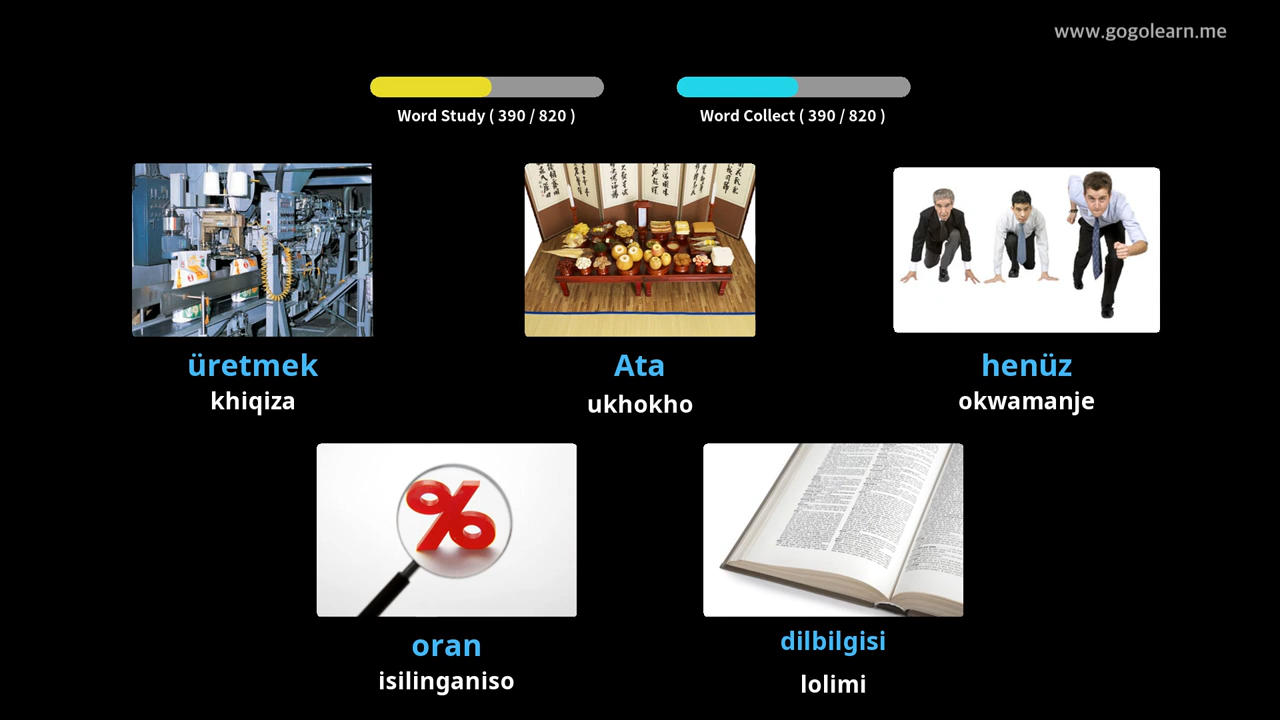 www.gogolearn.me
Word Study ( 390 / 820 )
Word Collect ( 390 / 820 )
üretmek
khiqiza
Ata
ukhokho
henüz
okwamanje
oran
isilinganiso
%
dilbilgisi
lolimi